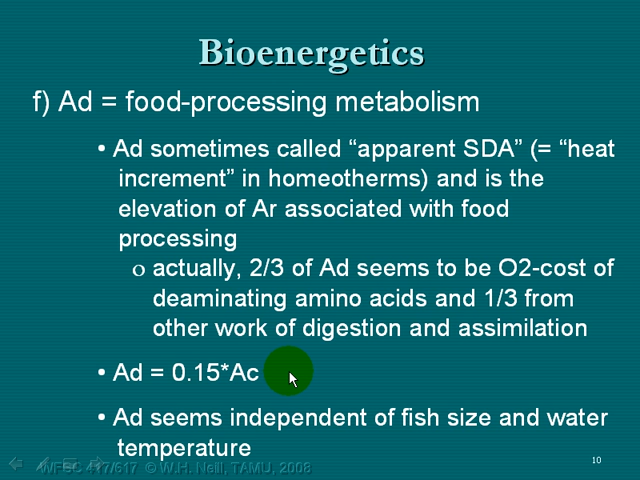 Bioenergetics
f) Ad = food-processing metabolism
• Ad sometimes called “apparent SDA” (= “heat
increment” in homeotherms) and is the
elevation of Ar associated with food
processing
o actually, 2/3 of Ad seems to be O2-cost of
deaminating amino acids and 1/3 from
other work of digestion and assimilation
• Ad = 0.15*Ac
• Ad seems independent of fish size and water
temperature
WFSC 417/617 © W.H. Neill, TAMU, 2008
10